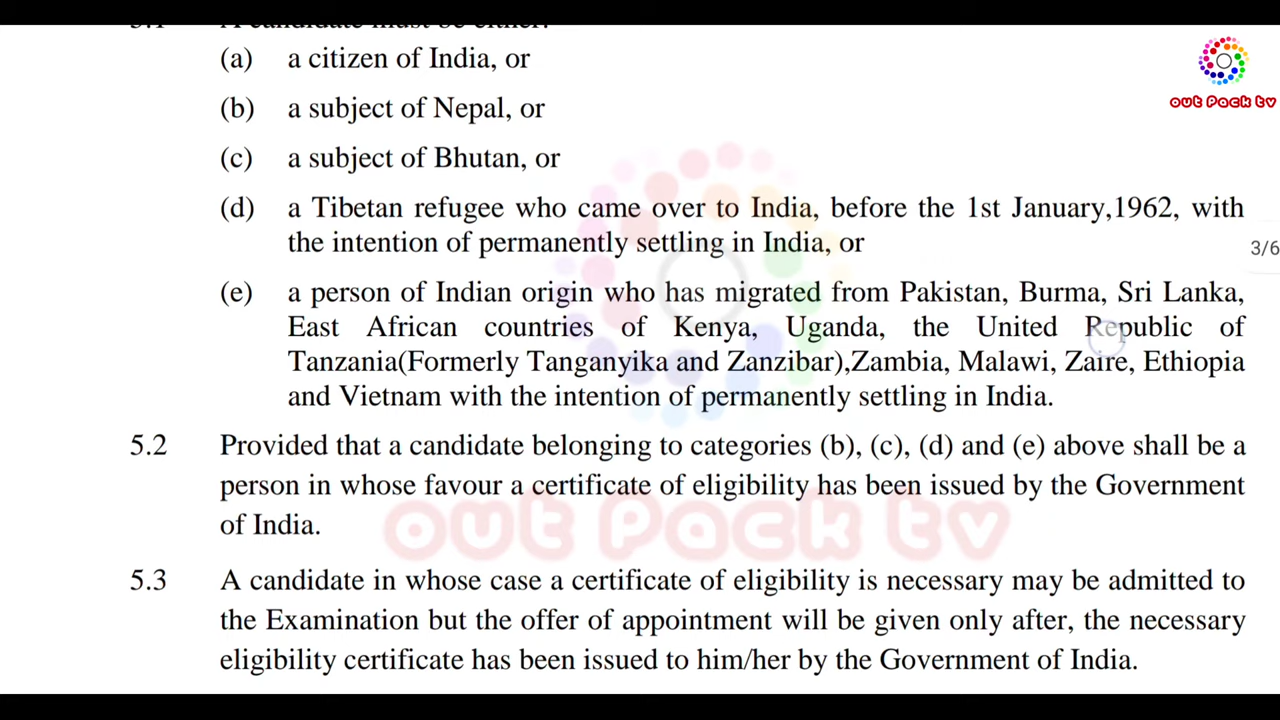 5.1 A candidate must be either:
(a) a citizen of India, or
out Pack tv
(b) a subject of Nepal, or
(c) a subject of Bhutan, or
(d) a Tibetan refugee who came over to India, before the 1st January,1962, with
the intention of permanently settling in India, or
3/6
(e) a person of Indian origin who has migrated from Pakistan, Burma, Sri Lanka,
East African countries of Kenya, Uganda, the United Republic of
Tanzania(Formerly Tanganyika and Zanzibar),Zambia, Malawi, Zaire, Ethiopia
and Vietnam with the intention of permanently settling in India.
5.2 Provided that a candidate belonging to categories (b), (c), (d) and (e) above shall be a
person in whose favour a certificate of eligibility has been issued by the Government
of India.
out Pack tv
5.3 A candidate in whose case a certificate of eligibility is necessary may be admitted to
the Examination but the offer of appointment will be given only after, the necessary
eligibility certificate has been issued to him/her by the Government of India.